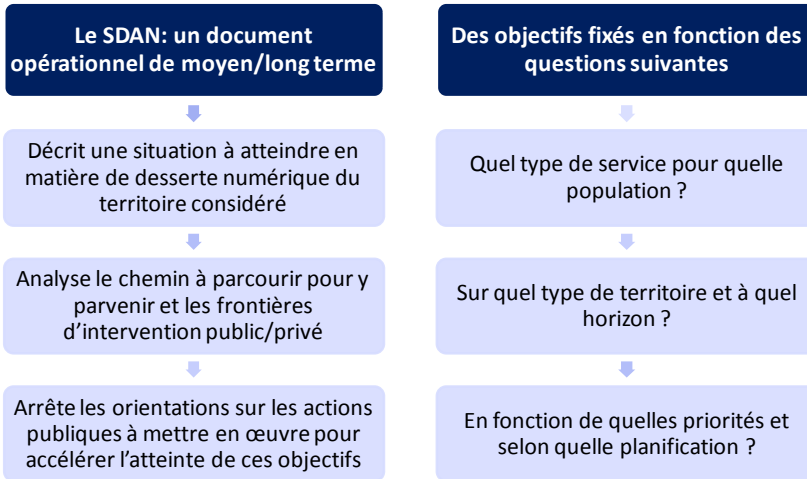 Le SDAN: un document
opérationnel de moyen/long terme
Décrit une situation à atteindre en
matière de desserte numérique du
territoire considéré
Analyse le chemin à parcourir pour y
parvenir et les frontières
d'intervention public/privé
Arrête les orientations sur les actions
publiques à mettre en œuvre pour
accélérer l'atteinte de ces objectifs
Des objectifs fixés en fonction des
questions suivantes
Quel type de service pour quelle
population ?
Sur quel type de territoire et à quel
horizon ?
En fonction de quelles priorités et
selon quelle planification ?